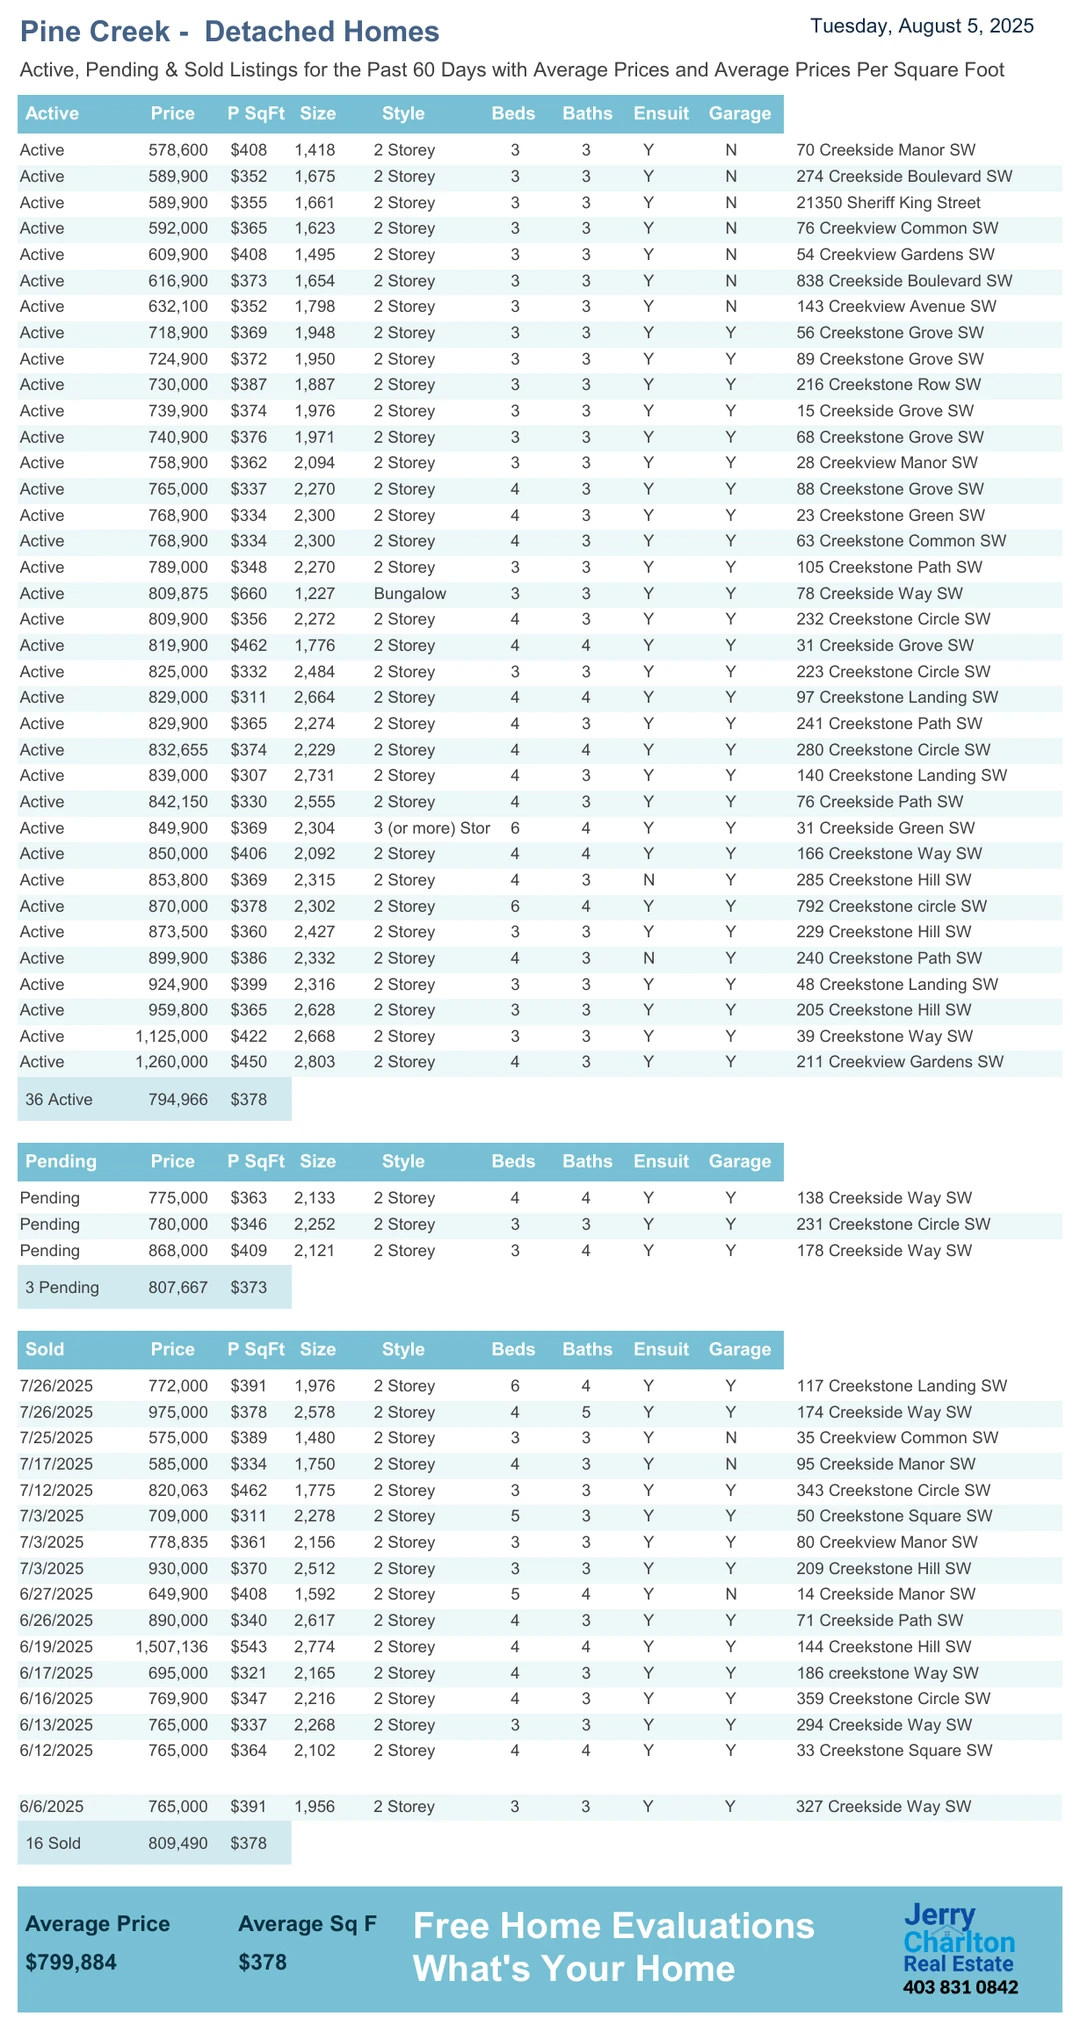 Pine Creek - Detached Homes
Tuesday, August 5, 2025
Active, Pending & Sold Listings for the Past 60 Days with Average Prices and Average Prices Per Square Foot
Active Price P SqFt Size Style Beds Baths Ensuit Garage
Active 578,600 $408 1,418 2 Storey 3 3 Y N 70 Creekside Manor SW
Active 589,900 $352 1,675 2 Storey 3 3 Y N 274 Creekside Boulevard SW
Active 589,900 $355 1,661 2 Storey 3 3 Y N 21350 Sheriff King Street
Active 592,000 $365 1,623 2 Storey 3 3 Y N 76 Creekview Common SW
Active 609,900 $408 1,495 2 Storey 3 3 Y N 54 Creekview Gardens SW
Active 616,900 $373 1,654 2 Storey 3 3 Y N 838 Creekside Boulevard SW
Active 632,100 $352 1,798 2 Storey 3 3 Y N 143 Creekview Avenue SW
Active 718,900 $369 1,948 2 Storey 3 3 Y Y 56 Creekstone Grove SW
Active 724,900 $372 1,950 2 Storey 3 3 Y Y 89 Creekstone Grove SW
Active 730,000 $387 1,887 2 Storey 3 3 Y Y 216 Creekstone Row SW
Active 739,900 $374 1,976 2 Storey 3 3 Y Y 15 Creekside Grove SW
Active 740,900 $376 1,971 2 Storey 3 3 Y Y 68 Creekstone Grove SW
Active 758,900 $362 2,094 2 Storey 3 3 Y Y 28 Creekview Manor SW
Active 765,000 $337 2,270 2 Storey 4 3 Y Y 88 Creekstone Grove SW
Active 768,900 $334 2,300 2 Storey 4 3 Y Y 23 Creekstone Green SW
Active 768,900 $334 2,300 2 Storey 4 3 Y Y 63 Creekstone Common SW
Active 789,000 $348 2,270 2 Storey 3 3 Y Y 105 Creekstone Path SW
Active 809,875 $660 1,227 Bungalow 3 3 Y Y 78 Creekside Way SW
Active 809,900 $356 2,272 2 Storey 4 3 Y Y 232 Creekstone Circle SW
Active 819,900 $462 1,776 2 Storey 4 4 Y Y 31 Creekside Grove SW
Active 825,000 $332 2,484 2 Storey 3 3 Y Y 223 Creekstone Circle SW
Active 829,000 $311 2,664 2 Storey 4 4 Y Y 97 Creekstone Landing SW
Active 829,900 $365 2,274 2 Storey 4 3 Y Y 241 Creekstone Path SW
Active 832,655 $374 2,229 2 Storey 4 4 Y Y 280 Creekstone Circle SW
Active 839,000 $307 2,731 2 Storey 4 3 Y Y 140 Creekstone Landing SW
Active 842,150 $330 2,555 2 Storey 4 3 Y Y 76 Creekside Path SW
Active 849,900 $369 2,304 3 (or more) Stor 6 4 Y Y 31 Creekside Green SW
Active 850,000 $406 2,092 2 Storey 4 4 Y Y 166 Creekstone Way SW
Active 853,800 $369 2,315 2 Storey 4 3 N Y 285 Creekstone Hill SW
Active 870,000 $378 2,302 2 Storey 6 4 Y Y 792 Creekstone circle SW
Active 873,500 $360 2,427 2 Storey 3 3 Y Y 229 Creekstone Hill SW
Active 899,900 $386 2,332 2 Storey 4 3 N Y 240 Creekstone Path SW
Active 924,900 $399 2,316 2 Storey 3 3 Y Y 48 Creekstone Landing SW
Active 959,800 $365 2,628 2 Storey 3 3 Y Y 205 Creekstone Hill SW
Active 1,125,000 $422 2,668 2 Storey 3 3 Y Y 39 Creekstone Way SW
Active 1,260,000 $450 2,803 2 Storey 4 3 Y Y 211 Creekview Gardens SW
36 Active 794,966 $378
Pending Price P SqFt Size Style Beds Baths Ensuit Garage
Pending 775,000 $363 2,133 2 Storey 4 4 Y Y 138 Creekside Way SW
Pending 780,000 $346 2,252 2 Storey 3 3 Y Y 231 Creekstone Circle SW
Pending 868,000 $409 2,121 2 Storey 3 4 Y Y 178 Creekside Way SW
3 Pending 807,667 $373
Sold Price P SqFt Size Style Beds Baths Ensuit Garage
7/26/2025 772,000 $391 1,976 2 Storey 6 4 Y Y 117 Creekstone Landing SW
7/26/2025 975,000 $378 2,578 2 Storey 4 5 Y Y 174 Creekside Way SW
7/25/2025 575,000 $389 1,480 2 Storey 3 3 Y N 35 Creekview Common SW
7/17/2025 585,000 $334 1,750 2 Storey 4 3 Y N 95 Creekside Manor SW
7/12/2025 820,063 $462 1,775 2 Storey 3 3 Y Y 343 Creekstone Circle SW
7/3/2025 709,000 $311 2,278 2 Storey 5 3 Y Y 50 Creekstone Square SW
7/3/2025 778,835 $361 2,156 2 Storey 3 3 Y Y 80 Creekview Manor SW
7/3/2025 930,000 $370 2,512 2 Storey 3 3 Y Y 209 Creekstone Hill SW
6/27/2025 649,900 $408 1,592 2 Storey 5 4 Y N 14 Creekside Manor SW
6/26/2025 890,000 $340 2,617 2 Storey 4 3 Y Y 71 Creekside Path SW
6/19/2025 1,507,136 $543 2,774 2 Storey 4 4 Y Y 144 Creekstone Hill SW
6/17/2025 695,000 $321 2,165 2 Storey 4 3 Y Y 186 creekstone Way SW
6/16/2025 769,900 $347 2,216 2 Storey 4 3 Y Y 359 Creekstone Circle SW
6/13/2025 765,000 $337 2,268 2 Storey 3 3 Y Y 294 Creekside Way SW
6/12/2025 765,000 $364 2,102 2 Storey 4 4 Y Y 33 Creekstone Square SW
6/6/2025 765,000 $391 1,956 2 Storey 3 3 Y Y 327 Creekside Way SW
16 Sold 809,490 $378
Average Price Average Sq F
$799,884 $378
Free Home Evaluations
What's Your Home
Jerry
Charlton
Real Estate
403 831 0842